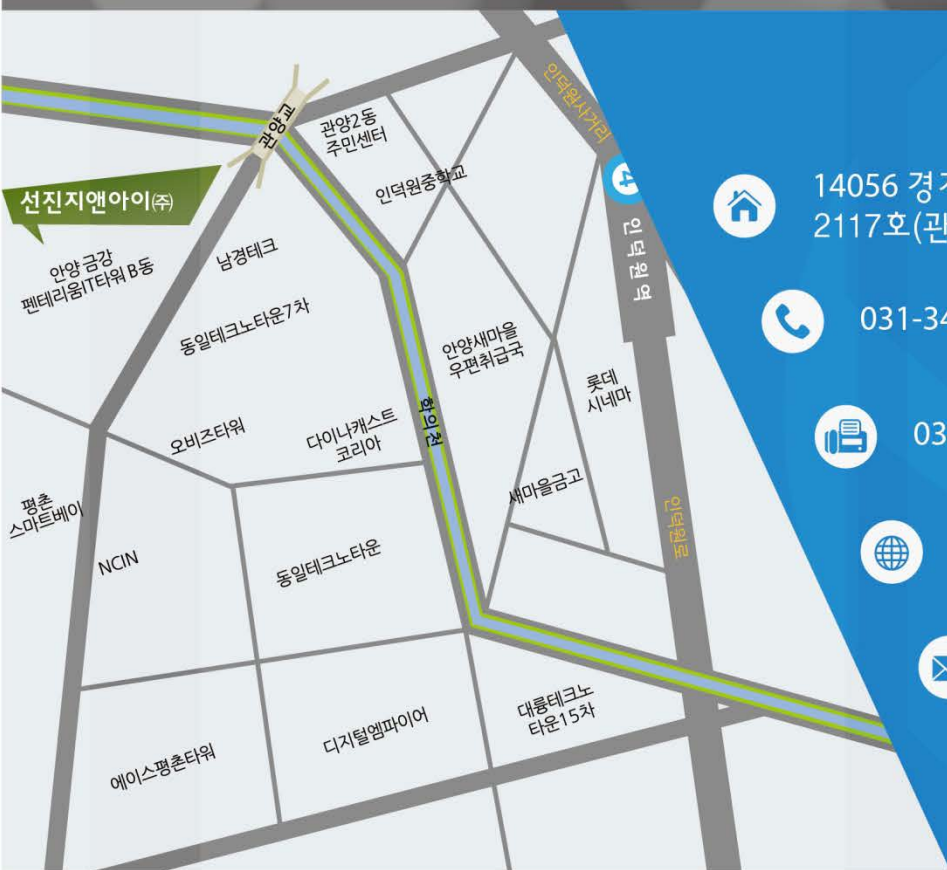 인덕원사거리
관양교
관양2동
주민센터
인덕원중학교
4
인덕원역
선진지앤아이㈜
안양 금강
펜테리움IT타워 B동
남경테크
동일테크노타운7차
안양새마을
우편취급국
롯데
시네마
오비즈타워
다이나캐스트
코리아
학의천
평촌
스마트베이
NCIN
새마을금고
인덕원로
동일테크노타운
대륭테크노
타운15차
디지털엠파이어
에이스평촌타워
14056 경기
2117호(관
031-34
03